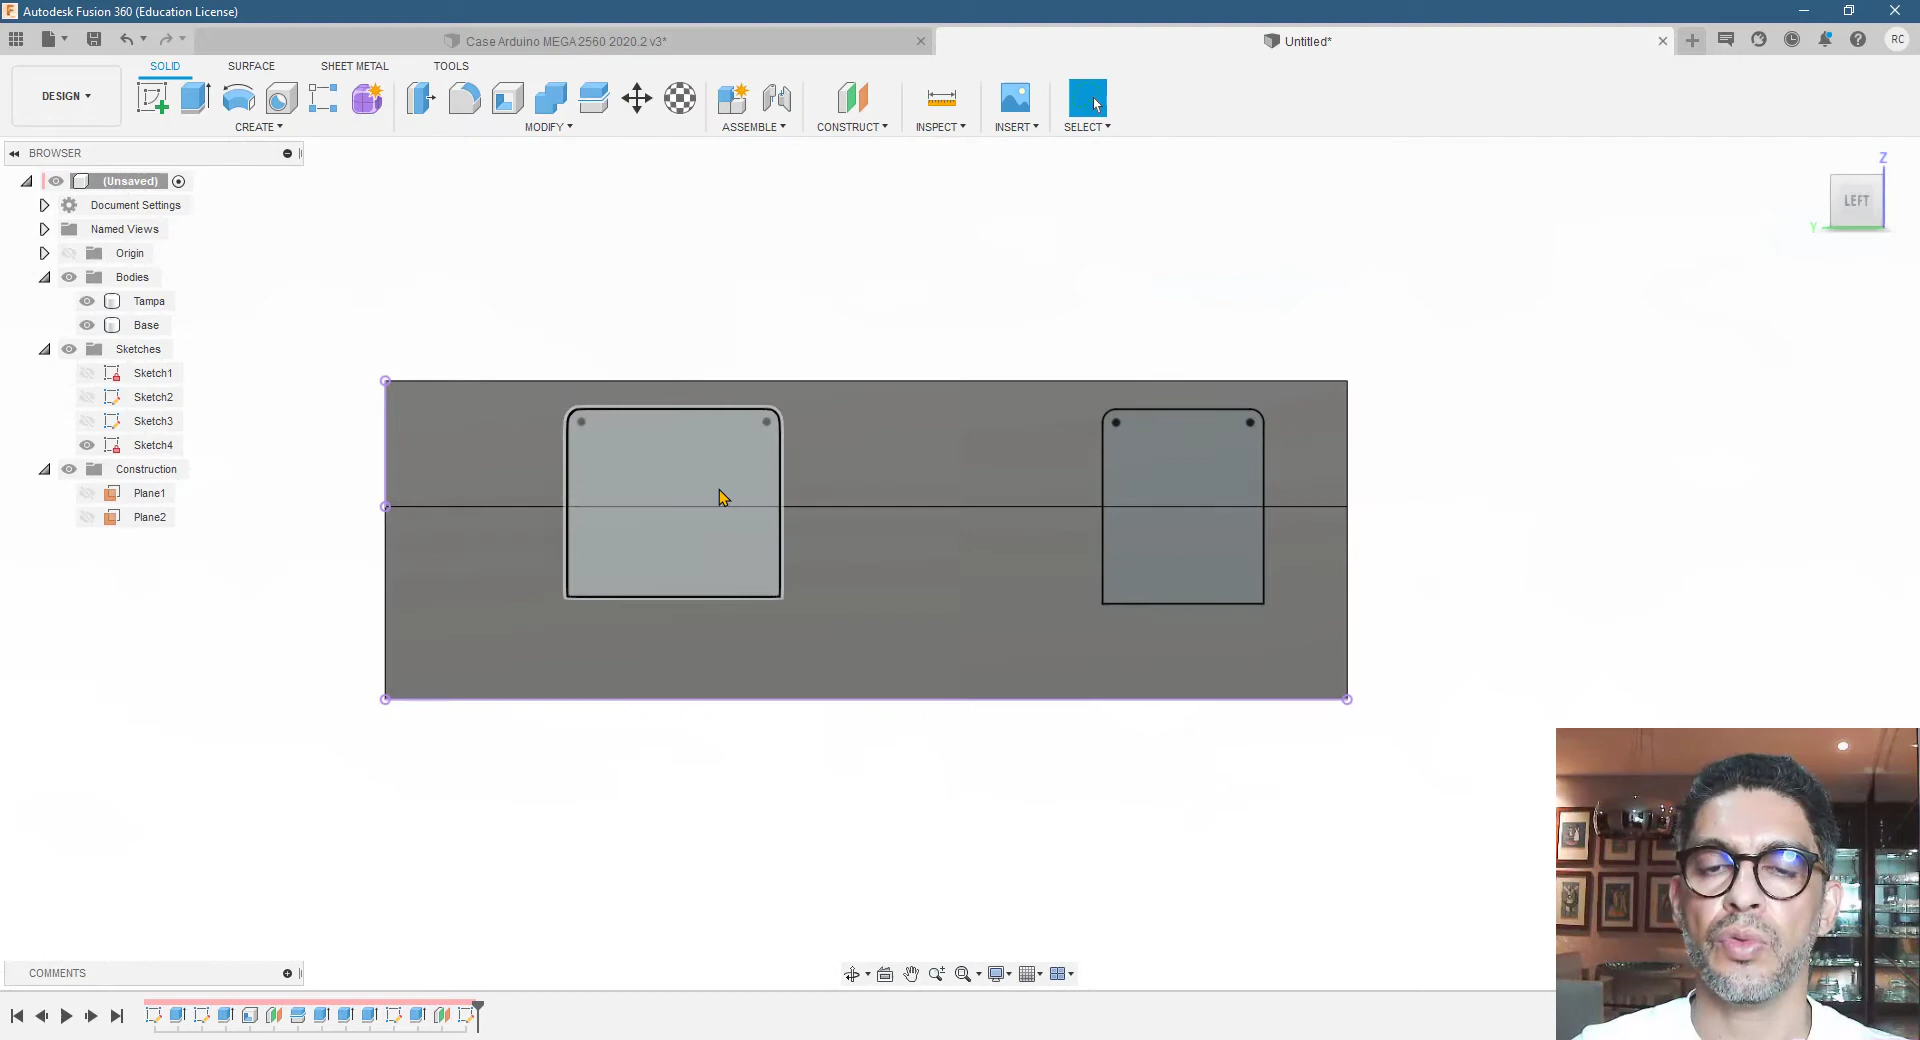 Autodesk Fusion 360 (Education License)
Case Arduino MEGA 2560 2020.2 v3*
Untitled*
RC
SOLID
SURFACE
SHEET METAL
TOOLS
DESIGN
CREATE
MODIFY
ASSEMBLE
CONSTRUCT
INSPECT
INSERT
SELECT
BROWSER
(Unsaved)
Document Settings
Named Views
Origin
Bodies
Tampa
Base
Sketches
Sketch1
Sketch2
Sketch3
Sketch4
Construction
Plane1
Plane2
Z
LEFT
Y
COMMENTS